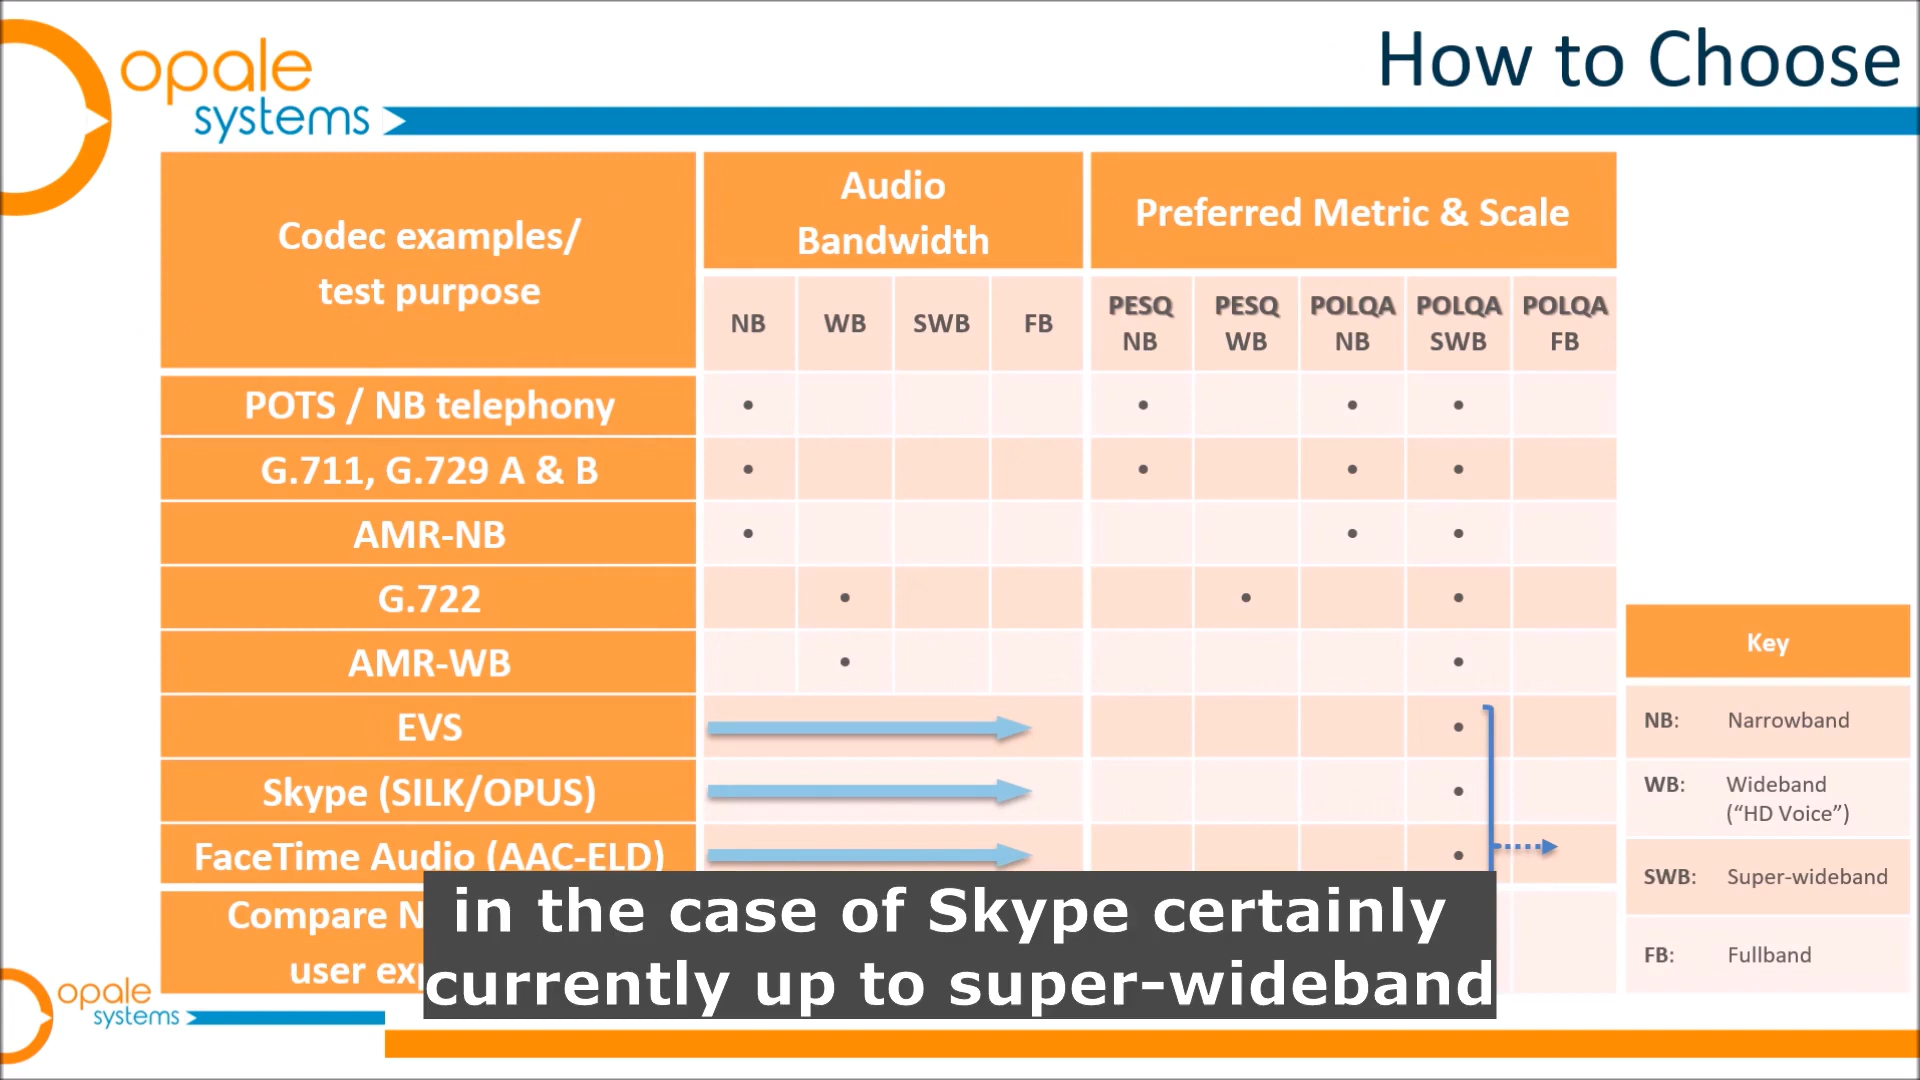 opale
systems
How to Choose
Codec examples/
test purpose
Audio
Bandwidth
Preferred Metric & Scale
NB
WB
SWB
FB
PESQ
NB
PESQ
WB
POLQA
NB
POLQA
SWB
POLQA
FB
POTS / NB telephony
G.711, G.729 A & B
AMR-NB
G.722
AMR-WB
EVS
Skype (SILK/OPUS)
FaceTime Audio (AAC-ELD)
Compare
user
Key
NB: Narrowband
WB: Wideband
(“HD Voice”)
SWB: Super-wideband
FB: Fullband
in the case of Skype certainly
currently up to super-wideband
opale
systems